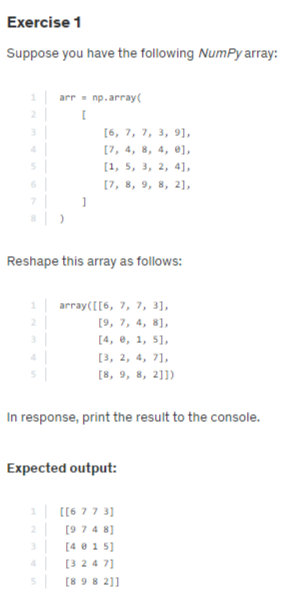 Exercise 1
Suppose you have the following NumPy array:
1 arr = np.array(
2 [
3 [6, 7, 7, 3, 9],
4 [7, 4, 8, 4, 0],
5 [1, 5, 3, 2, 4],
6 [7, 8, 9, 8, 2],
7 ]
8 )
Reshape this array as follows:
1 array([[6, 7, 7, 3],
2 [9, 7, 4, 8],
3 [4, 0, 1, 5],
4 [3, 2, 4, 7],
5 [8, 9, 8, 2]])
In response, print the result to the console.
Expected output:
1 [[6 7 7 3]
2 [9 7 4 8]
3 [4 0 1 5]
4 [3 2 4 7]
5 [8 9 8 2]]